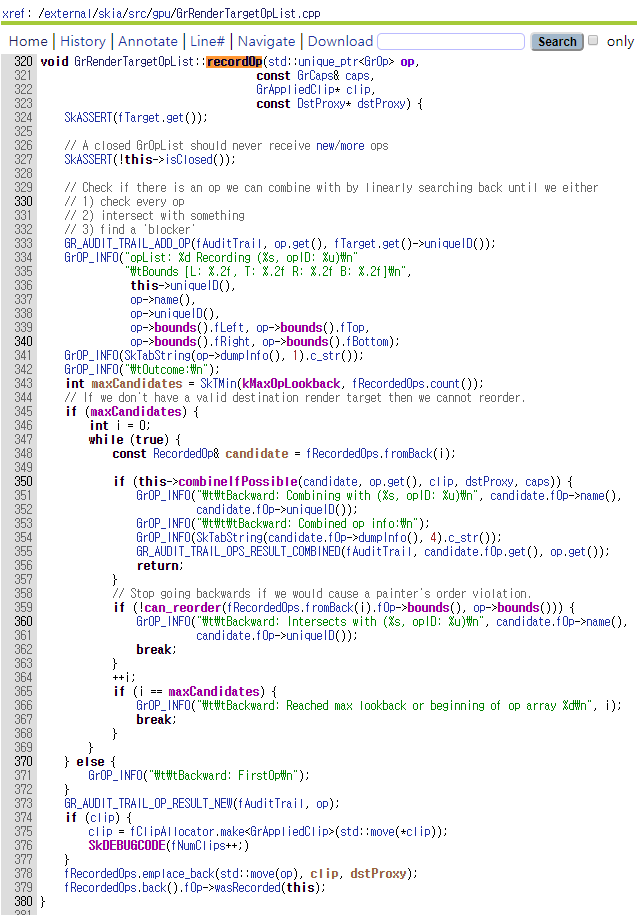 xref: /external/skia/src/gpu/GrRenderTargetOpList.cpp
Home | History | Annotate | Line# | Navigate | Download Search only
320 void GrRenderTargetOpList::recordOp(std::unique_ptr<GrOp> op,
321 const GrCaps& caps,
322 GrAppliedClip* clip,
323 const DstProxy* dstProxy) {
324 SkASSERT(fTarget.get());
325
326 // A closed GrOpList should never receive new/more ops
327 SkASSERT(!this->isClosed());
328
329 // Check if there is an op we can combine with by linearly searching back until we either
330 // 1) check every op
331 // 2) intersect with something
332 // 3) find a 'blocker'
333 GR_AUDIT_TRAIL_ADD_OP(fAuditTrail, op.get(), fTarget.get()->uniqueID());
334 GrOP_INFO("opList: %d Recording (%s, opID: %u)₩n"
335 "₩tBounds [L: %.2f, T: %.2f R: %.2f B: %.2f]₩n",
336 this->uniqueID(),
337 op->name(),
338 op->uniqueID(),
339 op->bounds().fLeft, op->bounds().fTop,
340 op->bounds().fRight, op->bounds().fBottom);
341 GrOP_INFO(SkTabString(op->dumpInfo(), 1).c_str());
342 GrOP_INFO("₩tOutcome:₩n");
343 int maxCandidates = SkTMin(kMaxOpLookback, fRecordedOps.count());
344 // If we don't have a valid destination render target then we cannot reorder.
345 if (maxCandidates) {
346 int i = 0;
347 while (true) {
348 const RecordedOp& candidate = fRecordedOps.fromBack(i);
349
350 if (this->combineIfPossible(candidate, op.get(), clip, dstProxy, caps)) {
351 GrOP_INFO("₩t₩tBackward: Combining with (%s, opID: %u)₩n", candidate.fOp->name(),
352 candidate.fOp->uniqueID());
353 GrOP_INFO("₩t₩t₩tBackward: Combined op info:₩n");
354 GrOP_INFO(SkTabString(candidate.fOp->dumpInfo(), 4).c_str());
355 GR_AUDIT_TRAIL_OPS_RESULT_COMBINED(fAuditTrail, candidate.fOp.get(), op.get());
356 return;
357 }
358 // Stop going backwards if we would cause a painter's order violation.
359 if (!can_reorder(fRecordedOps.fromBack(i).fOp->bounds(), op->bounds())) {
360 GrOP_INFO("₩t₩tBackward: Intersects with (%s, opID: %u)₩n", candidate.fOp->name(),
361 candidate.fOp->uniqueID());
362 break;
363 }
364 ++i;
365 if (i == maxCandidates) {
366 GrOP_INFO("₩t₩tBackward: Reached max lookback or beginning of op array %d₩n", i);
367 break;
368 }
369 }
370 } else {
371 GrOP_INFO("₩t₩tBackward: FirstOp₩n");
372 }
373 GR_AUDIT_TRAIL_OP_RESULT_NEW(fAuditTrail, op);
374 if (clip) {
375 clip = fClipAllocator.make<GrAppliedClip>(std::move(*clip));
376 SkDEBUGCODE(fNumClips++;)
377 }
378 fRecordedOps.emplace_back(std::move(op), clip, dstProxy);
379 fRecordedOps.back().fOp->wasRecorded(this);
380 }